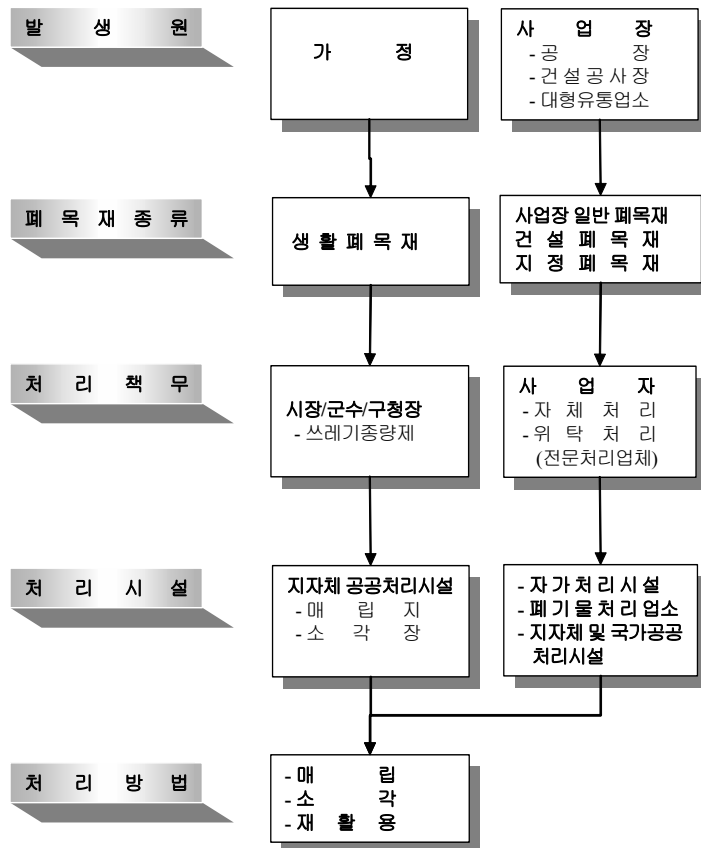 발 생 원
가 정
사 업 장
- 공 장
- 건 설 공 사 장
- 대형유통업소
폐 목 재 종 류
생 활 폐 목 재
사업장 일반 폐목재
건 설 폐 목 재
지 정 폐 목 재
처 리 책 무
시장/군수/구청장
- 쓰레기종량제
사 업 자
- 자 체 처 리
- 위 탁 처 리
(전문처리업체)
처 리 시 설
지자체 공공처리시설
- 매 립 지
- 소 각 장
- 자 가 처 리 시 설
- 폐 기 물 처 리 업소
- 지자체 및 국가공공
처리시설
처 리 방 법
- 매 립
- 소 각
- 재 활 용